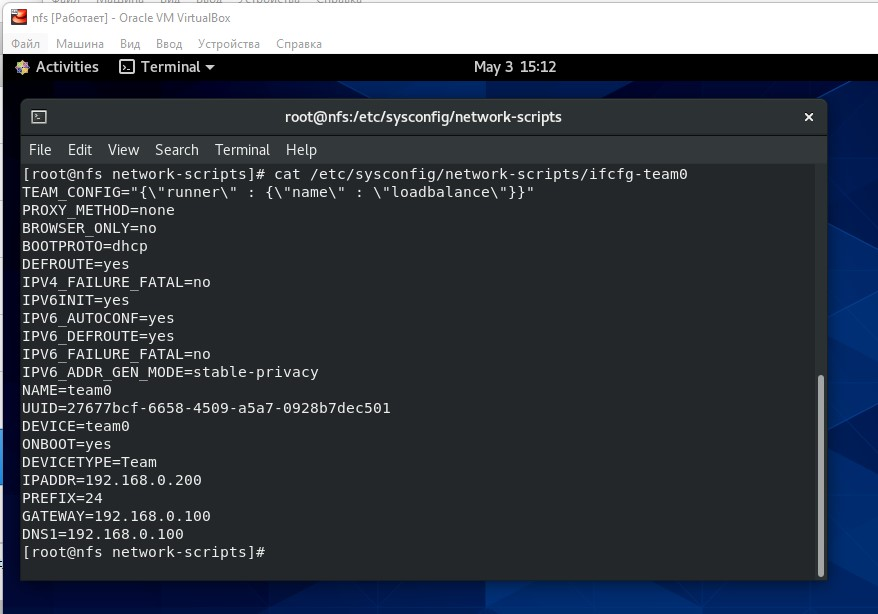 nfs [Работает] - Oracle VM VirtualBox
Файл Машина Вид Ввод Устройства Справка
Activities Terminal May 3 15:12
root@nfs:/etc/sysconfig/network-scripts
File Edit View Search Terminal Help
[root@nfs network-scripts]# cat /etc/sysconfig/network-scripts/ifcfg-team0
TEAM_CONFIG="{\"runner\" : {\"name\" : \"loadbalance\"}}"
PROXY_METHOD=none
BROWSER_ONLY=no
BOOTPROTO=dhcp
DEFROUTE=yes
IPV4_FAILURE_FATAL=no
IPV6INIT=yes
IPV6_AUTOCONF=yes
IPV6_DEFROUTE=yes
IPV6_FAILURE_FATAL=no
IPV6_ADDR_GEN_MODE=stable-privacy
NAME=team0
UUID=27677bcf-6658-4509-a5a7-0928b7dec501
DEVICE=team0
ONBOOT=yes
DEVICETYPE=Team
IPADDR=192.168.0.200
PREFIX=24
GATEWAY=192.168.0.100
DNS1=192.168.0.100
[root@nfs network-scripts]#